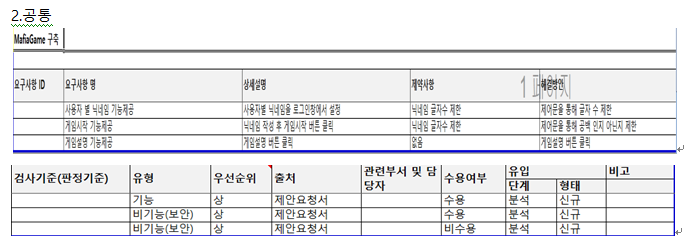 2.공통
MafiaGame 구축
요구사항 ID 요구사항 명 상세설명 제약사항 해결방안
1 페이지
사용자 별 닉네임 기능제공 사용자별 닉네임을 로그인창에서 설정 닉네임 글자수 제한 제어문을 통해 글자 수 제한
게임시작 기능제공 닉네임 작성 후 게임시작 버튼 클릭 닉네임 글자수 제한 제어문을 통해 공백 인지 아닌지 제한
게임설명 기능제공 게임설명 버튼 클릭 없음 게임설명 버튼 클릭
검사기준(판정기준) 유형 우선순위 출처 관련부서 및 담당자 수용여부 유입 비고
단계 형태
기능 상 제안요청서 수용 분석 신규
비기능(보안) 상 제안요청서 수용 분석 신규
비기능(보안) 상 제안요청서 비수용 분석 신규